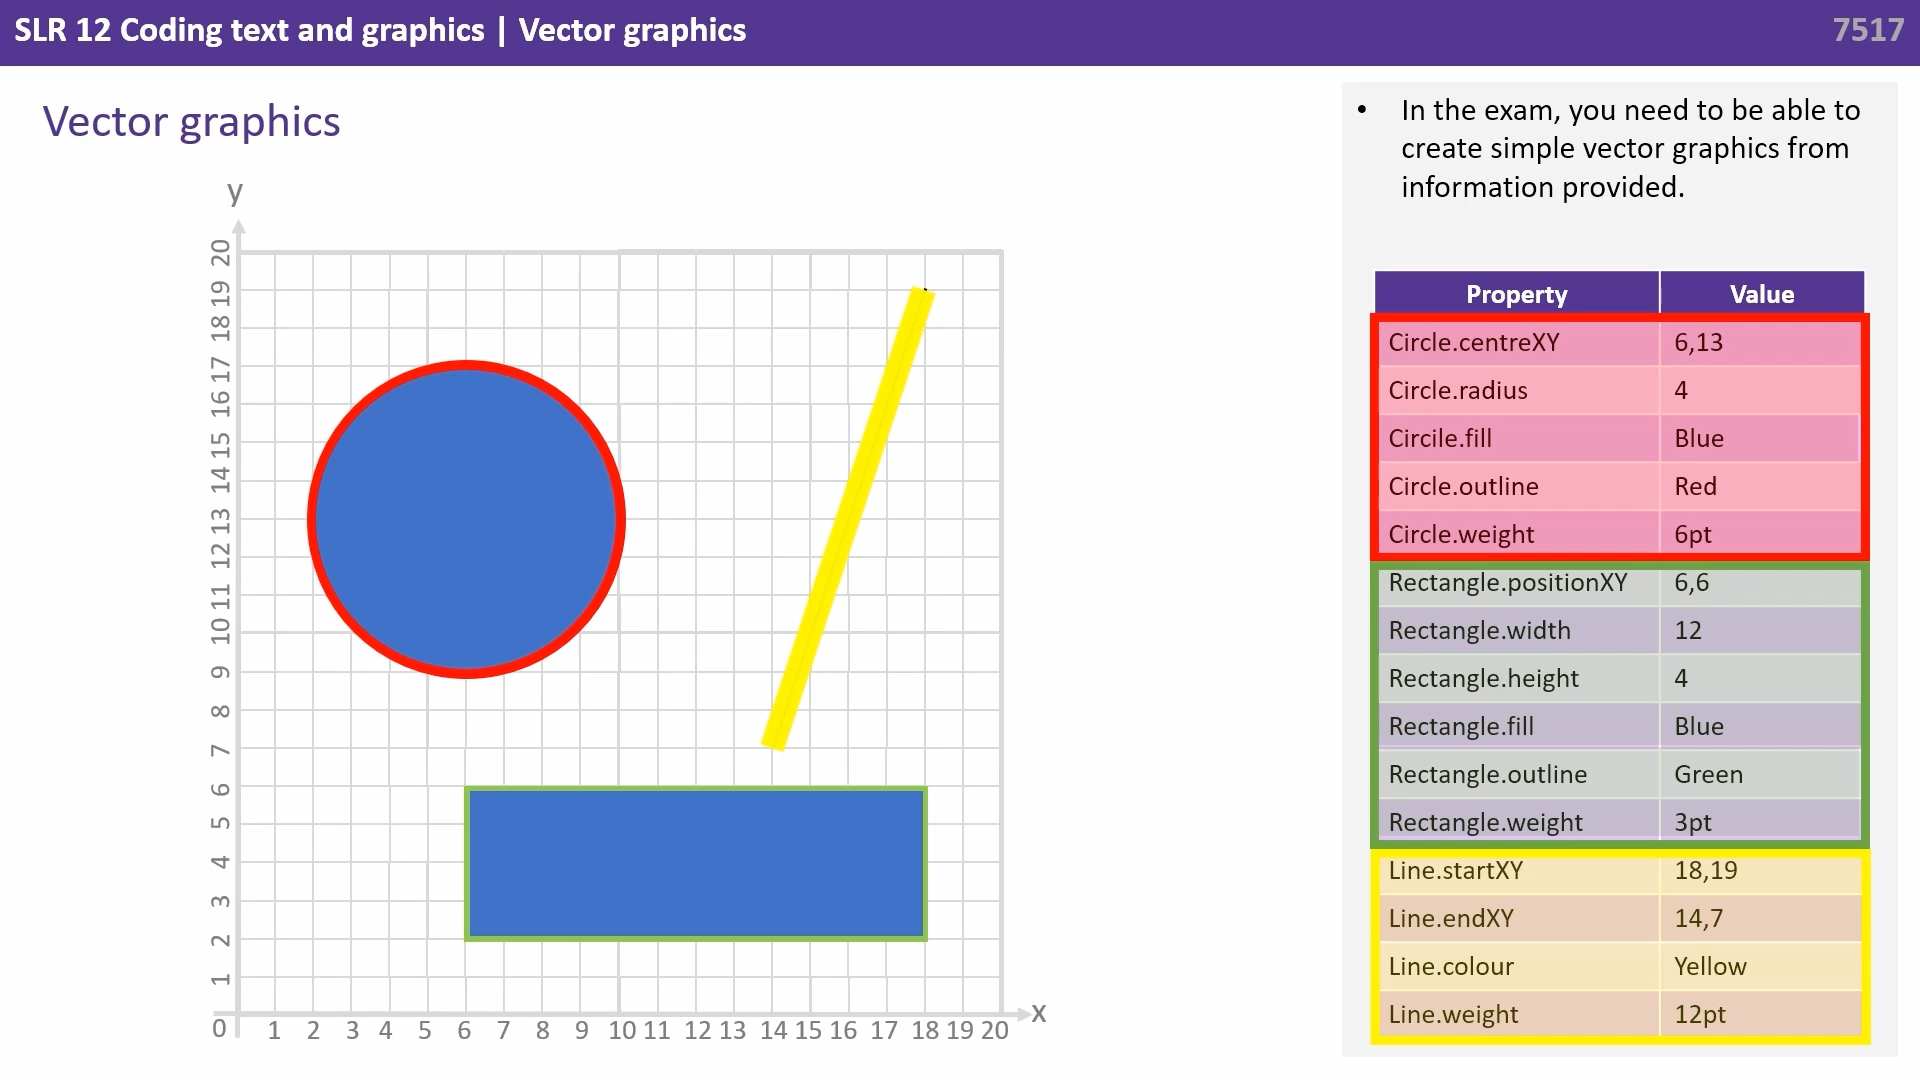 SLR 12 Coding text and graphics | Vector graphics
7517
Vector graphics
y
20
19
18
17
16
15
14
13
12
11
10
9
8
7
6
5
4
3
2
1
0 1 2 3 4 5 6 7 8 9 10 11 12 13 14 15 16 17 18 19 20
x
• In the exam, you need to be able to
create simple vector graphics from
information provided.
Property Value
Circle.centreXY 6,13
Circle.radius 4
Circile.fill Blue
Circle.outline Red
Circle.weight 6pt
Rectangle.positionXY 6,6
Rectangle.width 12
Rectangle.height 4
Rectangle.fill Blue
Rectangle.outline Green
Rectangle.weight 3pt
Line.startXY 18,19
Line.endXY 14,7
Line.colour Yellow
Line.weight 12pt